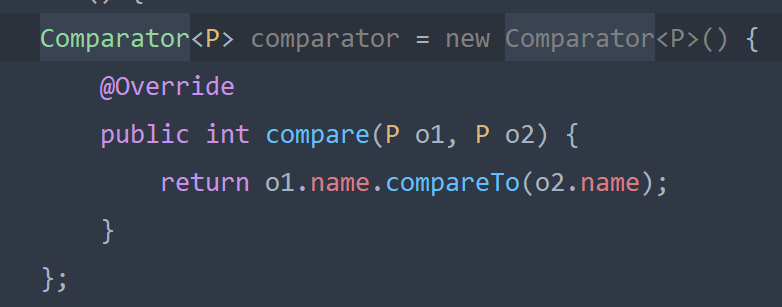 () {
Comparator<P> comparator = new Comparator<P>() {
@Override
public int compare(P o1, P o2) {
return o1.name.compareTo(o2.name);
}
};